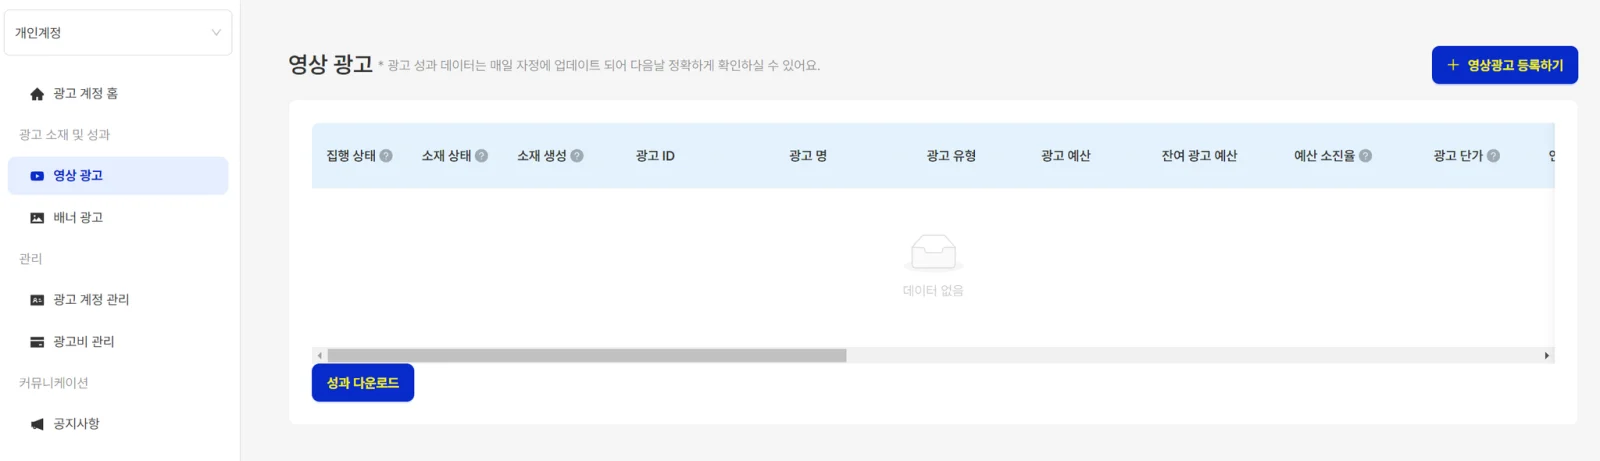 개인계정
광고 계정 홈
광고 소재 및 성과
영상 광고
배너 광고
관리
광고 계정 관리
광고비 관리
커뮤니케이션
공지사항
영상 광고 * 광고 성과 데이터는 매일 자정에 업데이트 되어 다음날 정확하게 확인하실 수 있어요.
+ 영상광고 등록하기
집행 상태 ? 소재 상태 ? 소재 생성 ? 광고 ID 광고 명 광고 유형 광고 예산 잔여 광고 예산 예산 소진율 ? 광고 단가 ?
데이터 없음
성과 다운로드